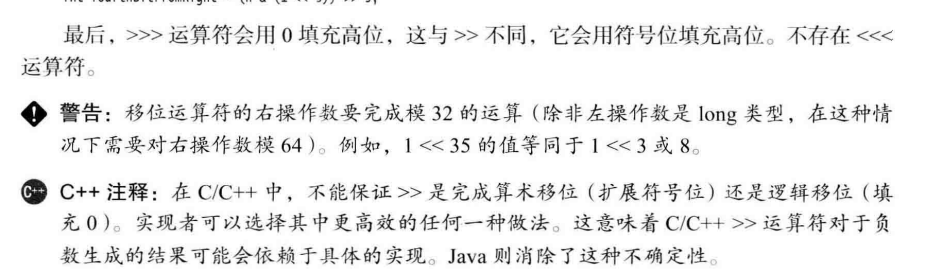 最后，>>> 运算符会用 0 填充高位，这与 >> 不同，它会用符号位填充高位。不存在 <<<
运算符。
警告：移位运算符的右操作数要完成模 32 的运算（除非左操作数是 long 类型，在这种情
况下需要对右操作数模 64）。例如，1 << 35 的值等同于 1 << 3 或 8。
C++ C++ 注释：在 C/C++ 中，不能保证 >> 是完成算术移位（扩展符号位）还是逻辑移位（填
充 0）。实现者可以选择其中更高效的任何一种做法。这意味着 C/C++ >> 运算符对于负
数生成的结果可能会依赖于具体的实现。Java 则消除了这种不确定性。